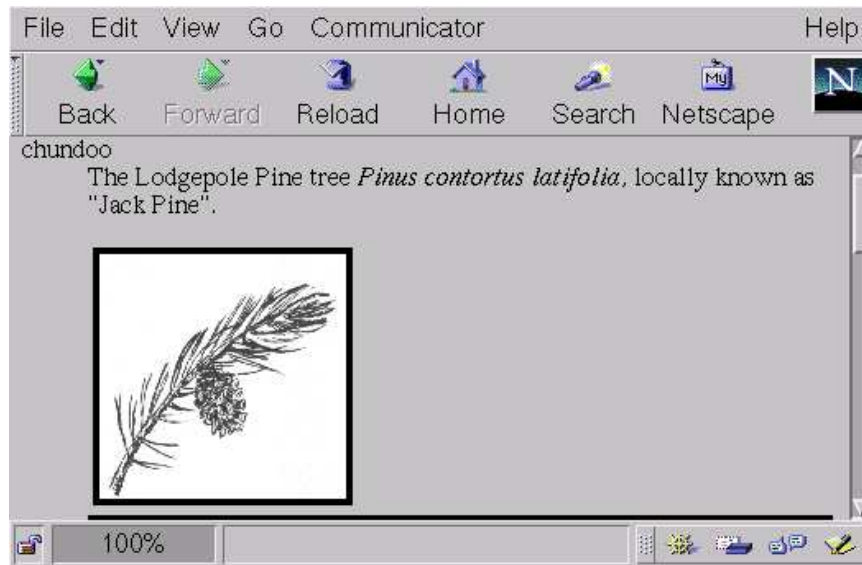 File Edit View Go Communicator Help
Back Forward Reload Home Search My Netscape N
chundoo
The Lodgepole Pine tree Pinus contortus latifolia, locally known as
"Jack Pine".
100%